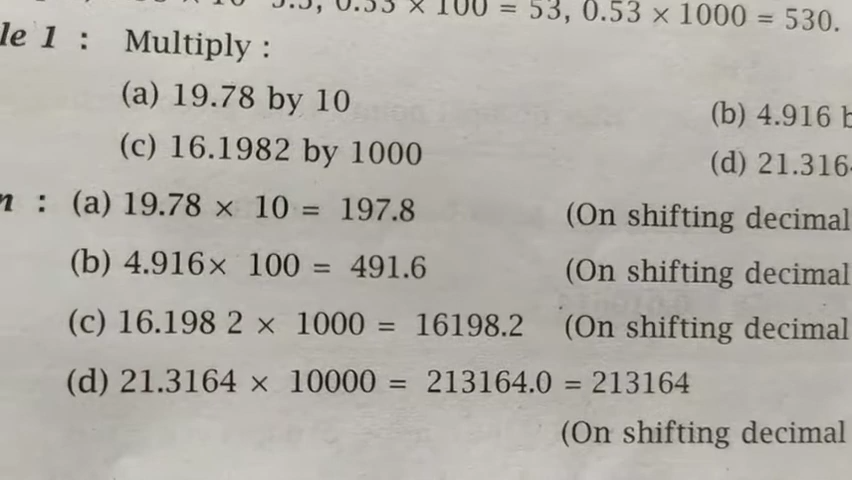 0.53 × 100 = 53, 0.53 × 1000 = 530.
le 1 : Multiply :
(a) 19.78 by 10
(b) 4.916
(c) 16.1982 by 1000
(d) 21.316
n : (a) 19.78 × 10 = 197.8 (On shifting decimal
(b) 4.916× 100 = 491.6 (On shifting decimal
(c) 16.198 2 × 1000 = 16198.2 (On shifting decimal
(d) 21.3164 × 10000 = 213164.0 = 213164
(On shifting decimal